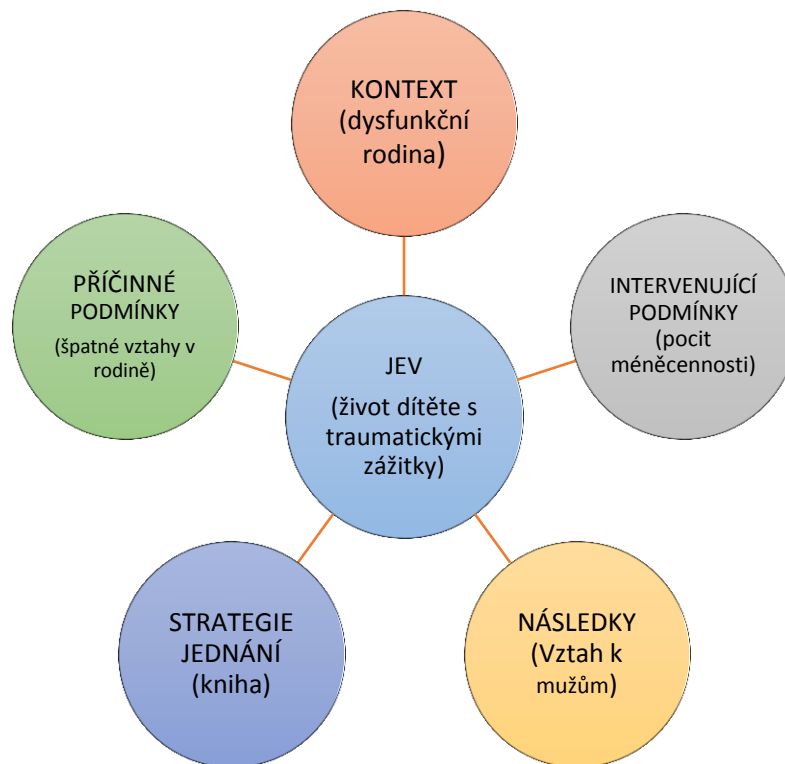 KONTEXT
(dysfunkční
rodina)
PŘÍČINNÉ
PODMÍNKY
(špatné vztahy v
rodině)
INTERVENUJÍCÍ
PODMÍNKY
(pocit
méněcennosti)
JEV
(život dítěte s
traumatickými
zážitky)
STRATEGIE
JEDNÁNÍ
(kniha)
NÁSLEDKY
(Vztah k
mužům)